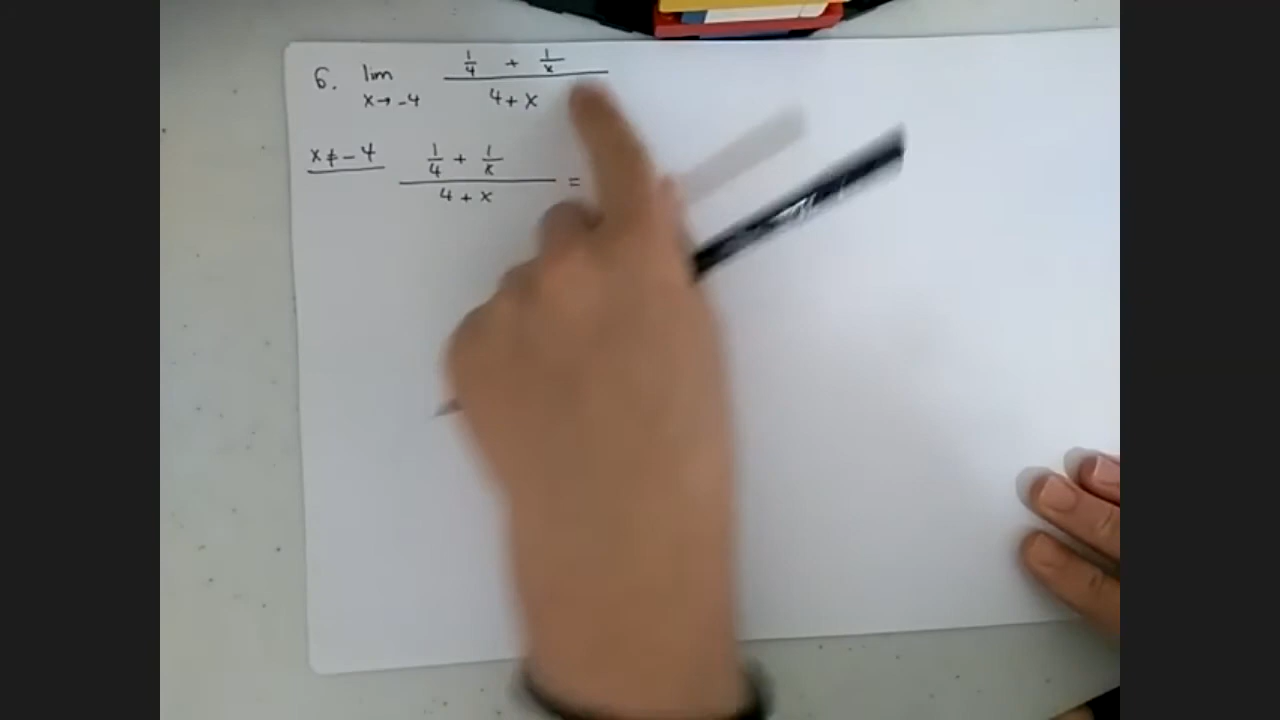 6. lim 1/4 + 1/x
x→-4 4+x
x≠-4 1/4 + 1/x
4+x =